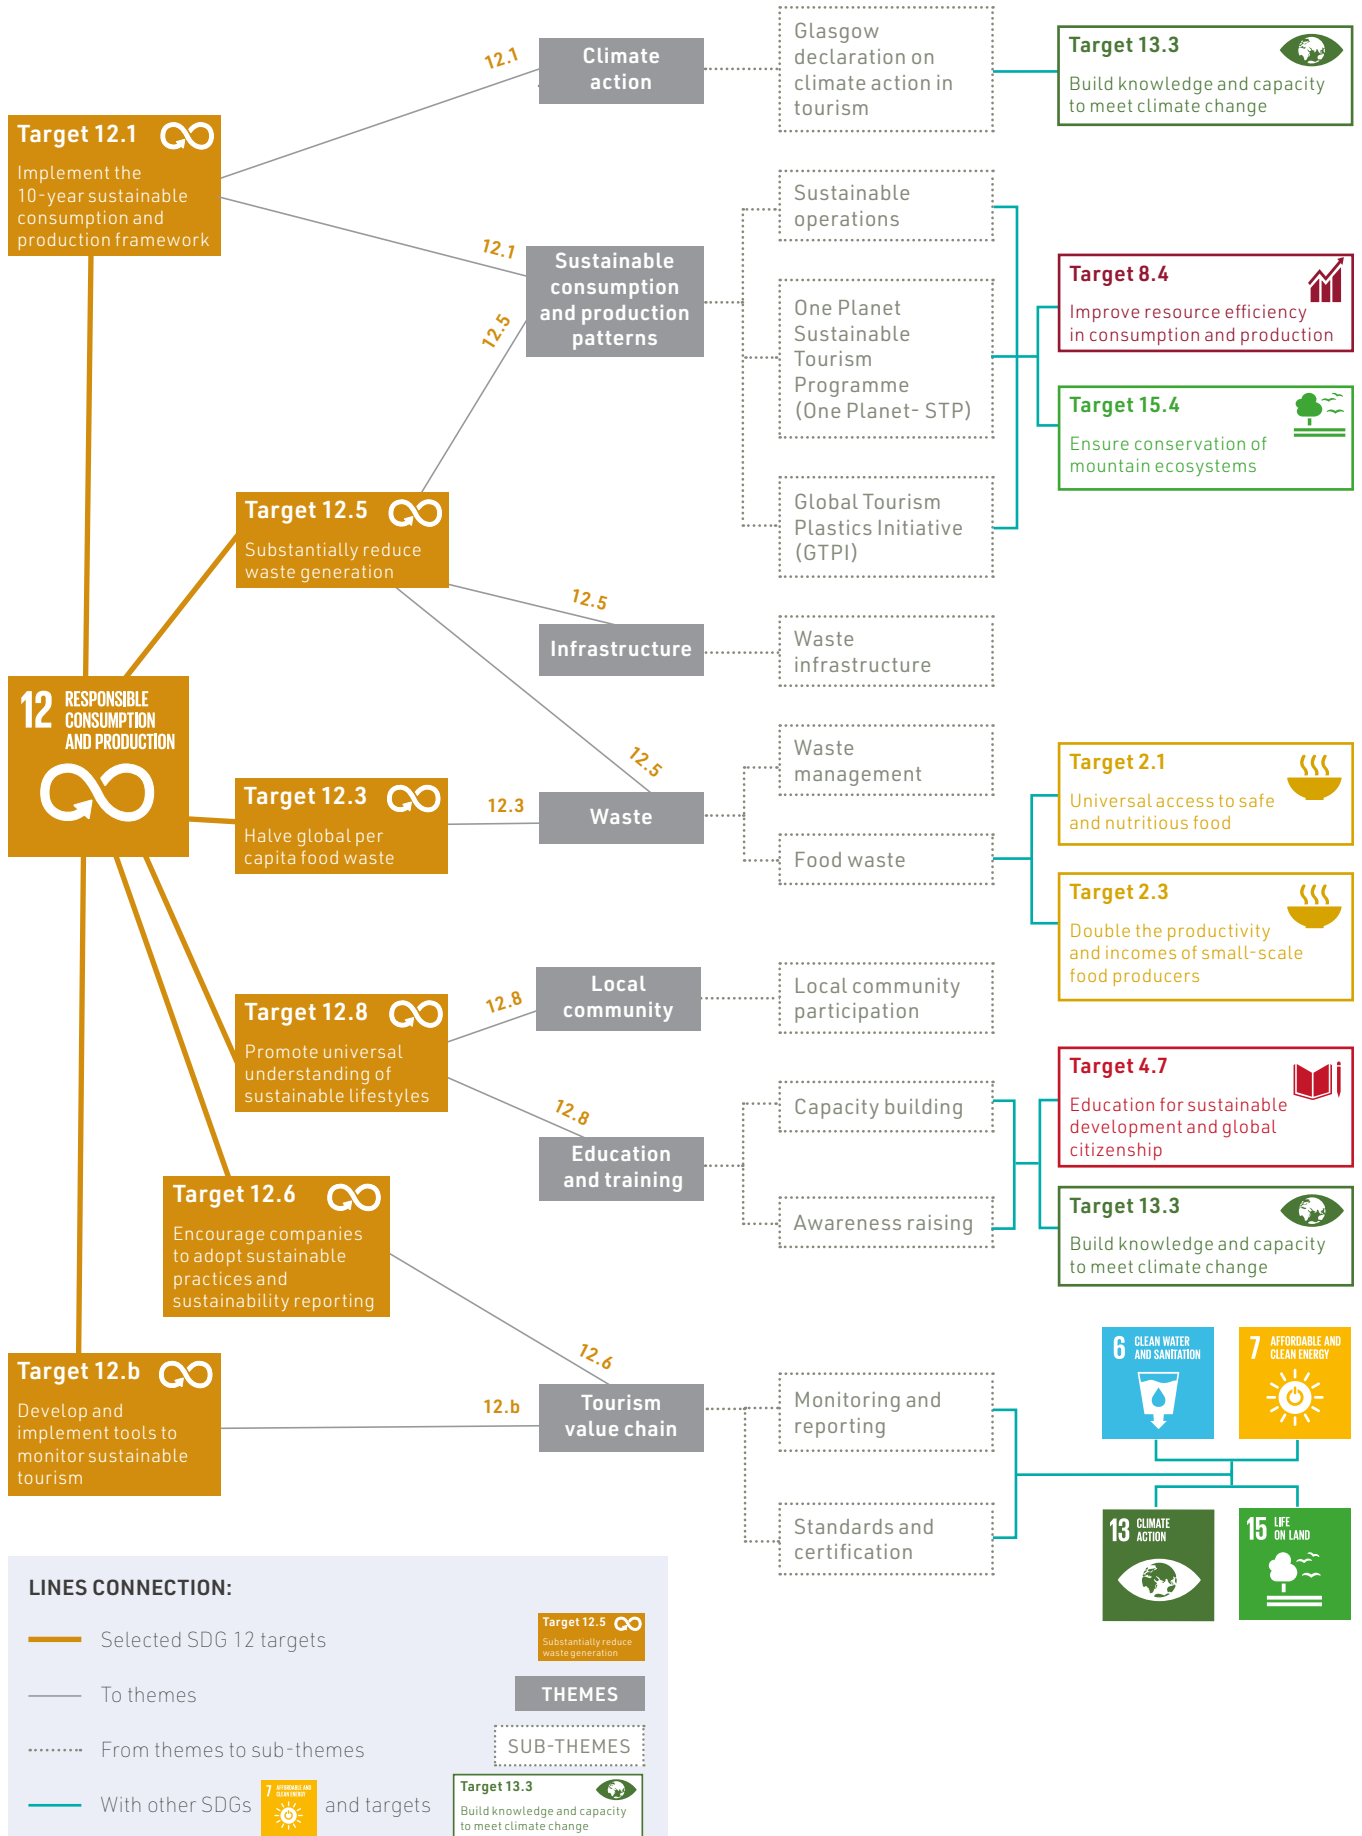 12.1
Climate
action
Glasgow
declaration on
climate action in
tourism
Target 13.3
Build knowledge and capacity
to meet climate change
Target 12.1
Implement the
10-year sustainable
consumption and
production framework
12.1
12.5
Sustainable
consumption
and production
patterns
Sustainable
operations
One Planet
Sustainable
Tourism
Programme
(One Planet- STP)
Global Tourism
Plastics Initiative
(GTPI)
Target 8.4
Improve resource efficiency
in consumption and production
Target 15.4
Ensure conservation of
mountain ecosystems
Target 12.5
Substantially reduce
waste generation
12.5
Infrastructure
Waste
infrastructure
12 RESPONSIBLE
CONSUMPTION
AND PRODUCTION
12.5
Target 12.3
Halve global per
capita food waste
12.3
Waste
Waste
management
Food waste
Target 2.1
Universal access to safe
and nutritious food
Target 2.3
Double the productivity
and incomes of small-scale
food producers
Target 12.8
Promote universal
understanding of
sustainable lifestyles
12.8
Local
community
Local community
participation
12.8
Education
and training
Capacity building
Awareness raising
Target 4.7
Education for sustainable
development and global
citizenship
Target 13.3
Build knowledge and capacity
to meet climate change
Target 12.6
Encourage companies
to adopt sustainable
practices and
sustainability reporting
12.6
Target 12.b
Develop and
implement tools to
monitor sustainable
tourism
12.b
Tourism
value chain
Monitoring and
reporting
Standards and
certification
6 CLEAN WATER
AND SANITATION
7 AFFORDABLE AND
CLEAN ENERGY
13 CLIMATE
ACTION
15 LIFE
ON LAND
LINES CONNECTION:
Selected SDG 12 targets
Target 12.5
Substantially reduce
waste generation
To themes
THEMES
From themes to sub-themes
SUB-THEMES
With other SDGs
7 AFFORDABLE AND
CLEAN ENERGY
and targets
Target 13.3
Build knowledge and capacity
to meet climate change